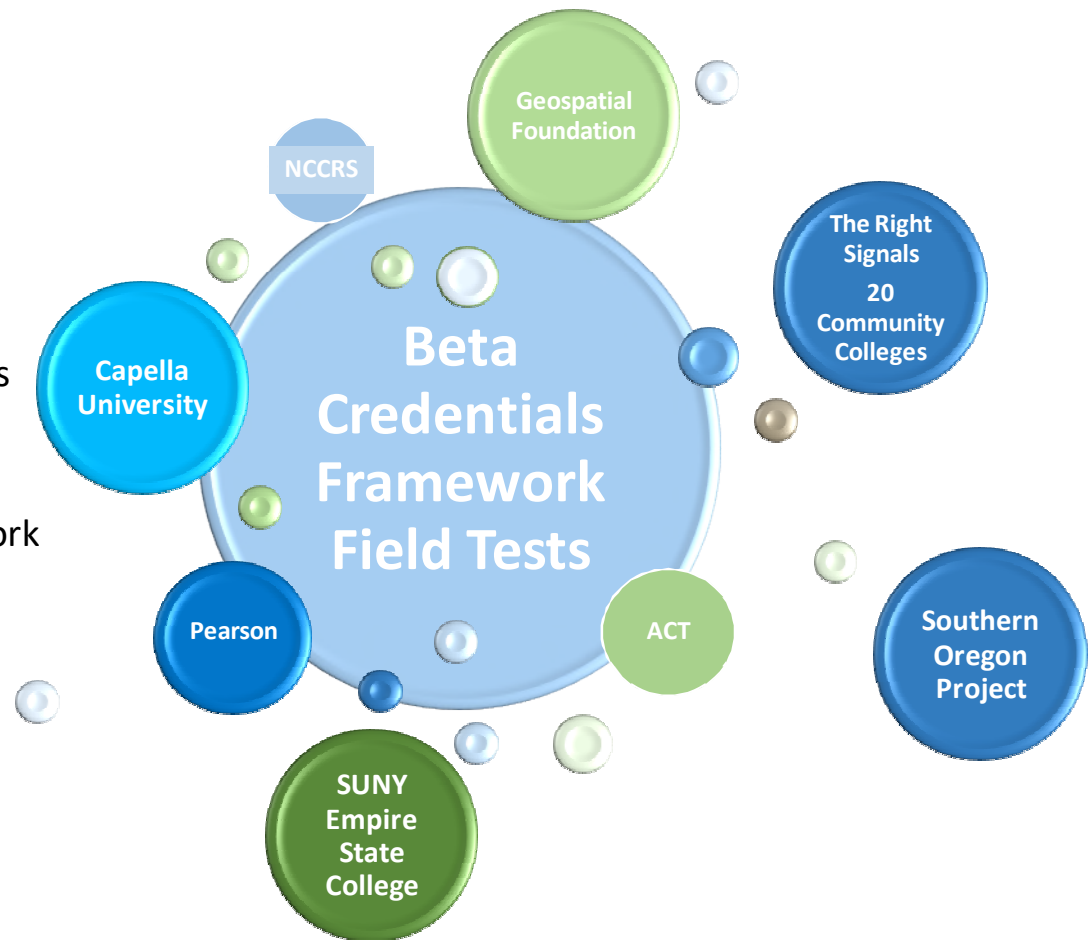 Geospatial
Foundation
NCCRS
The Right
Signals
20
Community
Colleges
s
Capella
University
Beta
Credentials
Framework
Field Tests
ork
Pearson
ACT
Southern
Oregon
Project
SUNY
Empire
State
College